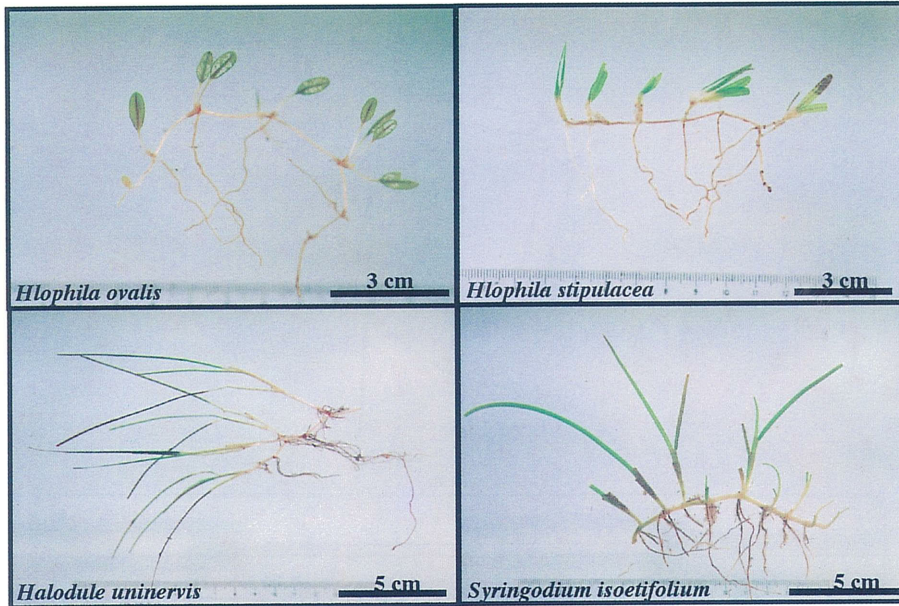 Hlophila ovalis
3 cm
Hlophila stipulacea
3 cm
Halodule uninervis
5 cm
Syringodium isoetifolium
5 cm